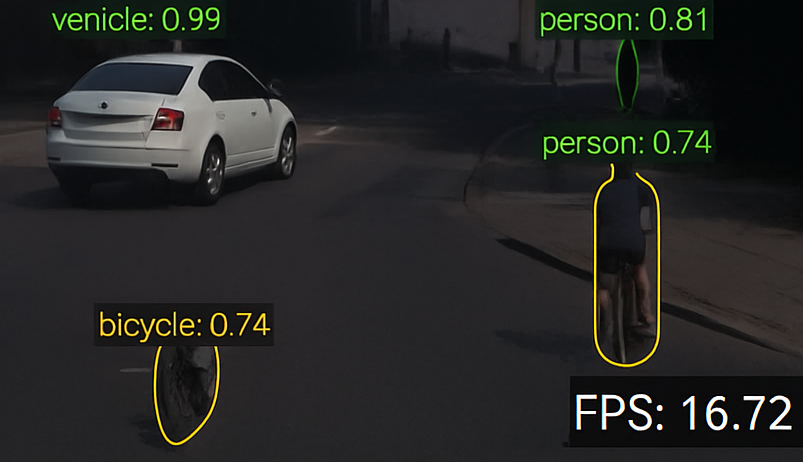 venicle: 0.99
person: 0.81
person: 0.74
bicycle: 0.74
FPS: 16.72